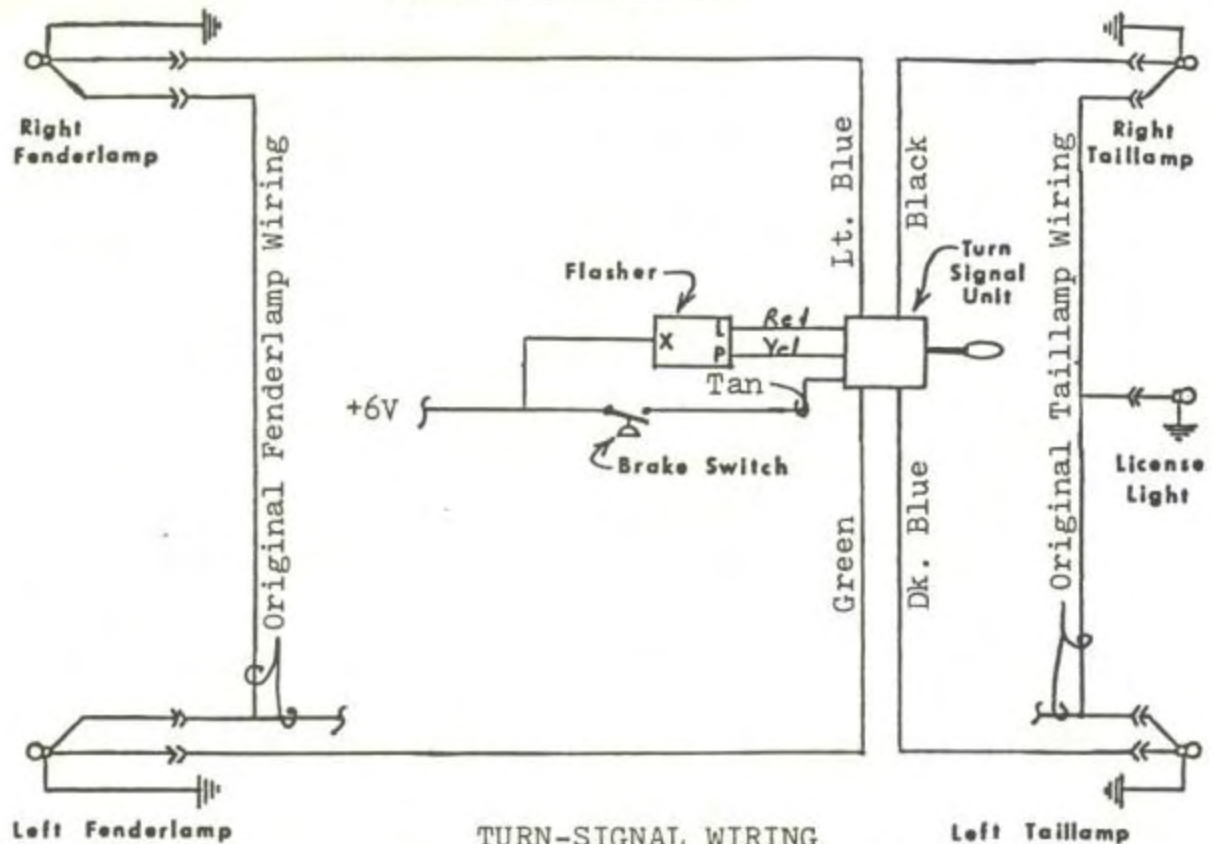 Right
Fenderlamp
Original Fenderlamp Wiring
Lt. Blue
Black
Original Taillamp Wiring
Right
Taillamp
Turn
Signal
Unit
Flasher
X
L
P
Red
Yel
Tan
+6V
Brake Switch
License
Light
Green
Dk. Blue
Left Fenderlamp
TURN-SIGNAL WIRING
Left Taillamp